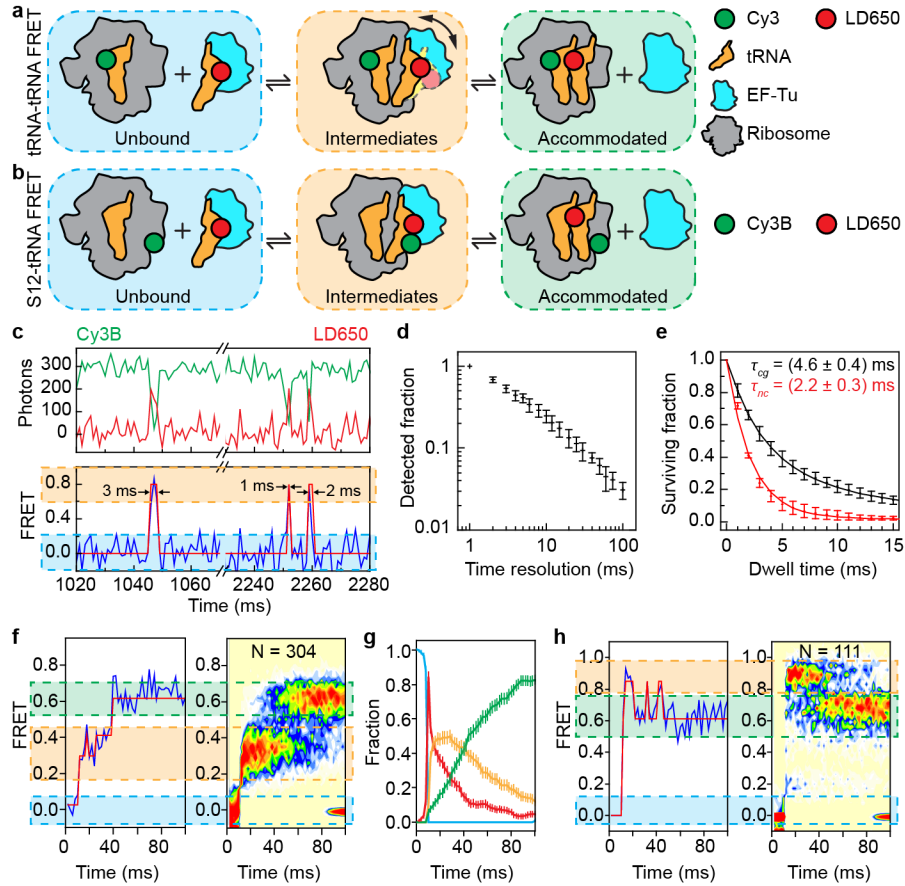 a
tRNA-tRNA FRET
Unbound
Intermediates
Accommodated
Cy3
LD650
tRNA
EF-Tu
Ribosome
b
S12-tRNA FRET
Unbound
Intermediates
Accommodated
Cy3B
LD650
c
Cy3B
LD650
Photons
300
200
100
0
FRET
0.8
0.4
0.0
3 ms
1 ms
2 ms
1020
1040
1060
2240
2260
2280
Time (ms)
d
Detected fraction
1
0.1
0.01
1
10
100
Time resolution (ms)
e
τcg = (4.6 ± 0.4) ms
τnc = (2.2 ± 0.3) ms
Surviving fraction
1.0
0.8
0.6
0.4
0.2
0.0
0
5
10
15
Dwell time (ms)
f
N = 304
FRET
0.8
0.6
0.4
0.2
0.0
0.8
0.6
0.4
0.2
0.0
0
40
80
Time (ms)
0
40
80
Time (ms)
g
Fraction
1.0
0.8
0.6
0.4
0.2
0.0
0
20
40
60
80
100
Time (ms)
h
N = 111
FRET
1.0
0.8
0.6
0.4
0.2
0.0
1.0
0.8
0.6
0.4
0.2
0.0
0
40
80
Time (ms)
0
40
80
Time (ms)